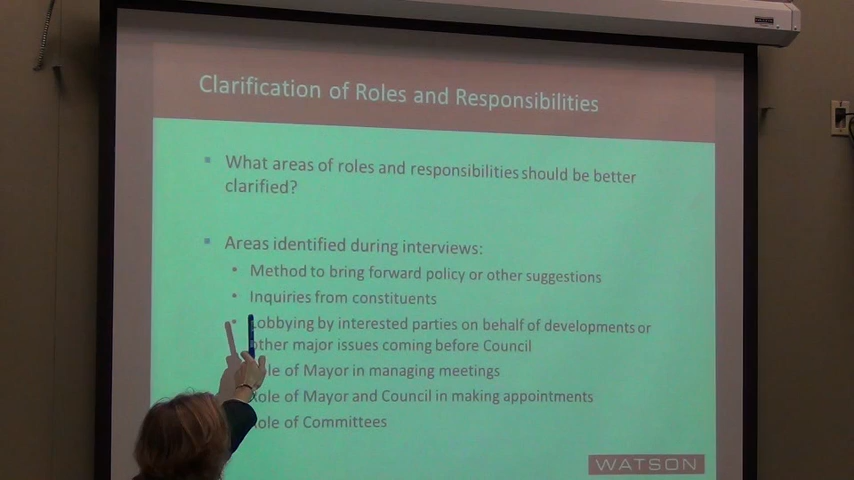 Clarification of Roles and Responsibilities
What areas of roles and responsibilities should be better
clarified?
Areas identified during interviews:
Method to bring forward policy or other suggestions
Inquiries from constituents
Lobbying by interested parties on behalf of developments or
other major issues coming before Council
ole of Mayor in managing meetings
Role of Mayor and Council in making appointments
Role of Committees
WATSON